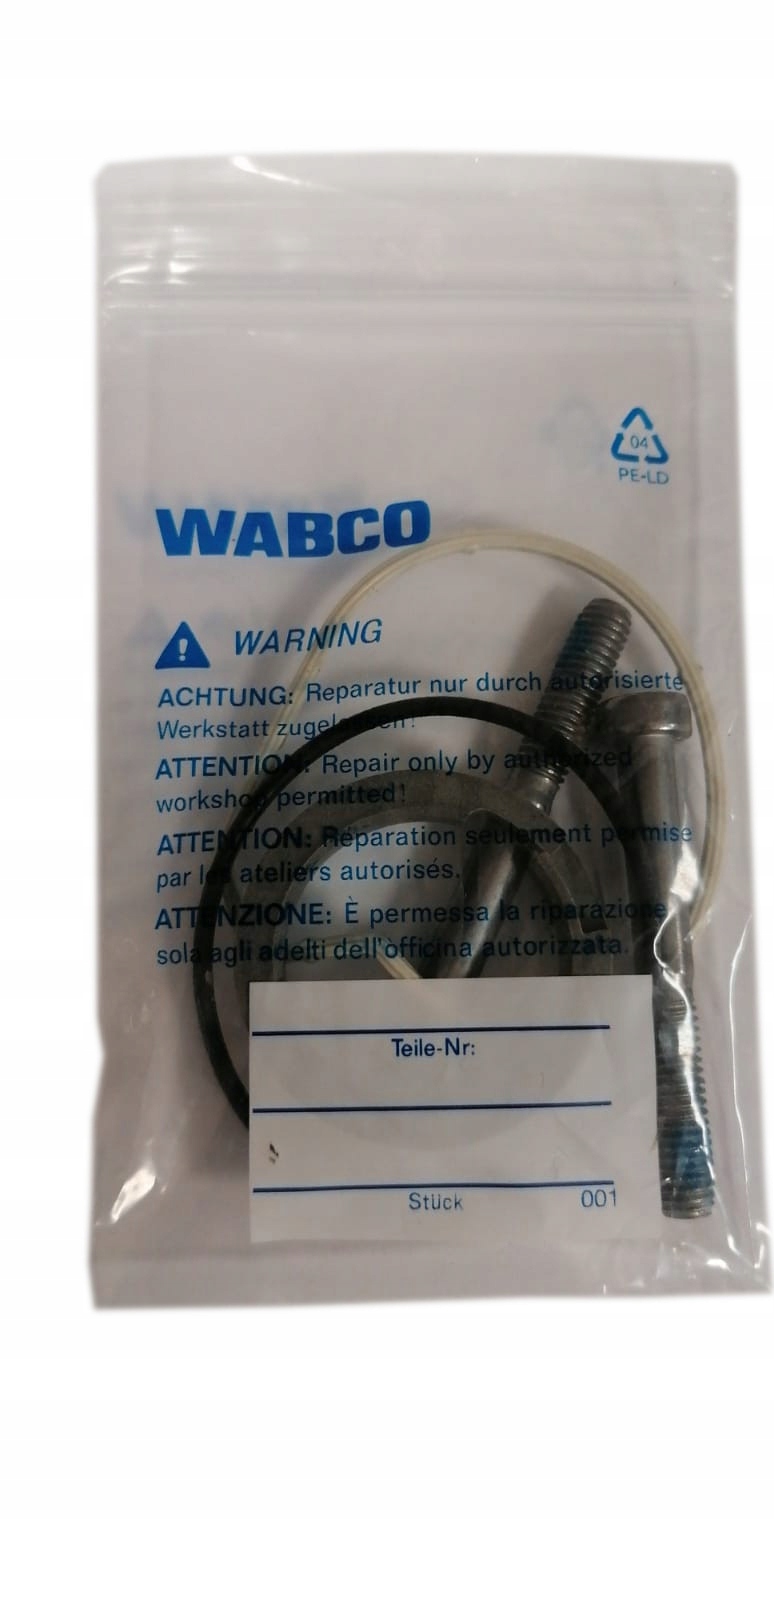 04
PE-LD
WABCO
WARNING
ACHTUNG: Reparatur nur durch autorisierte
Werkstatt zugelassen!
ATTENTION: Repair only by authorized
workshop permitted!
ATTENTION: Réparation seulement permise
par les ateliers autorisés.
ATTENZIONE: È permessa la riparazione
sola agli adelti dell'officina autorizzata.
Teile-Nr:
Stück 001